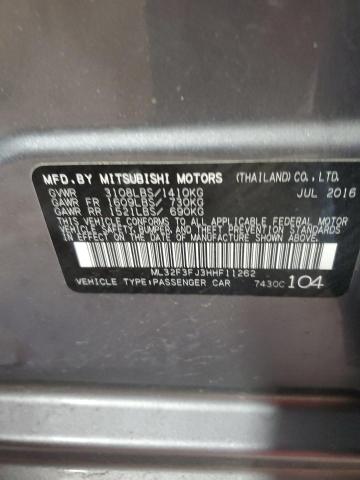 MFD.BY MITSUBISHI MOTORS (THAILAND) CO., LTD.
GVWR 3108LBS/1410KG JUL 2016
GAWR FR 1609LBS/ 730KG
GAWR RR 1521LBS/ 690KG
THIS VEHICLE CONFORMS TO ALL APPLICABLE FEDERAL MOTOR
VEHICLE SAFETY, BUMPER, AND THEFT PREVENTION STANDARDS
IN EFFECT ON THE DATE OF MANUFACTURE SHOWN ABOVE.
ML32F3FJ3HHF11262
VEHICLE TYPE:PASSENGER CAR 7430C 104